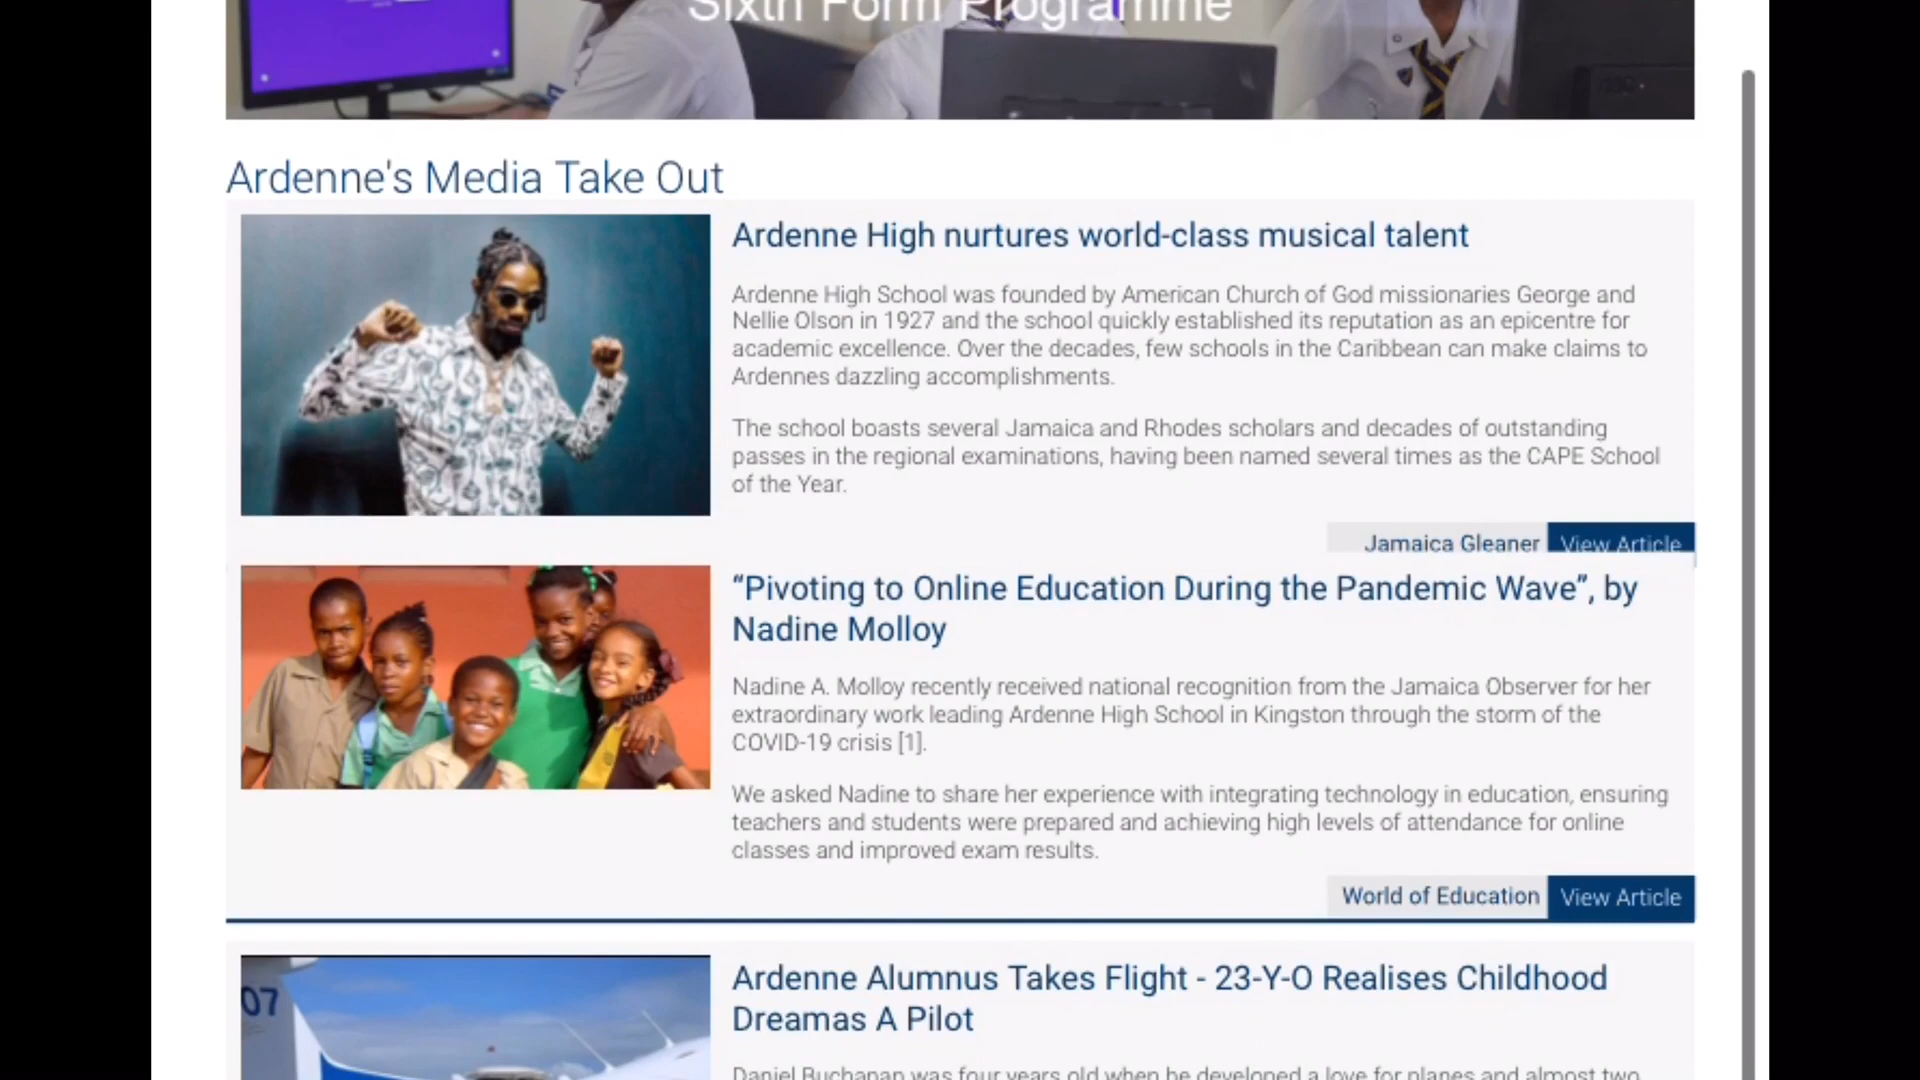 Sixth Form Programme
Ardenne's Media Take Out
Ardenne High nurtures world-class musical talent
Ardenne High School was founded by American Church of God missionaries George and
Nellie Olson in 1927 and the school quickly established its reputation as an epicentre for
academic excellence. Over the decades, few schools in the Caribbean can make claims to
Ardennes dazzling accomplishments.
The school boasts several Jamaica and Rhodes scholars and decades of outstanding
passes in the regional examinations, having been named several times as the CAPE School
of the Year.
Jamaica Gleaner View Article
“Pivoting to Online Education During the Pandemic Wave”, by
Nadine Molloy
Nadine A. Molloy recently received national recognition from the Jamaica Observer for her
extraordinary work leading Ardenne High School in Kingston through the storm of the
COVID-19 crisis [1].
We asked Nadine to share her experience with integrating technology in education, ensuring
teachers and students were prepared and achieving high levels of attendance for online
classes and improved exam results.
World of Education View Article
07
Ardenne Alumnus Takes Flight - 23-Y-O Realises Childhood
Dreamas A Pilot
Daniel Buchanan was four years old when he developed a love for planes and almost two